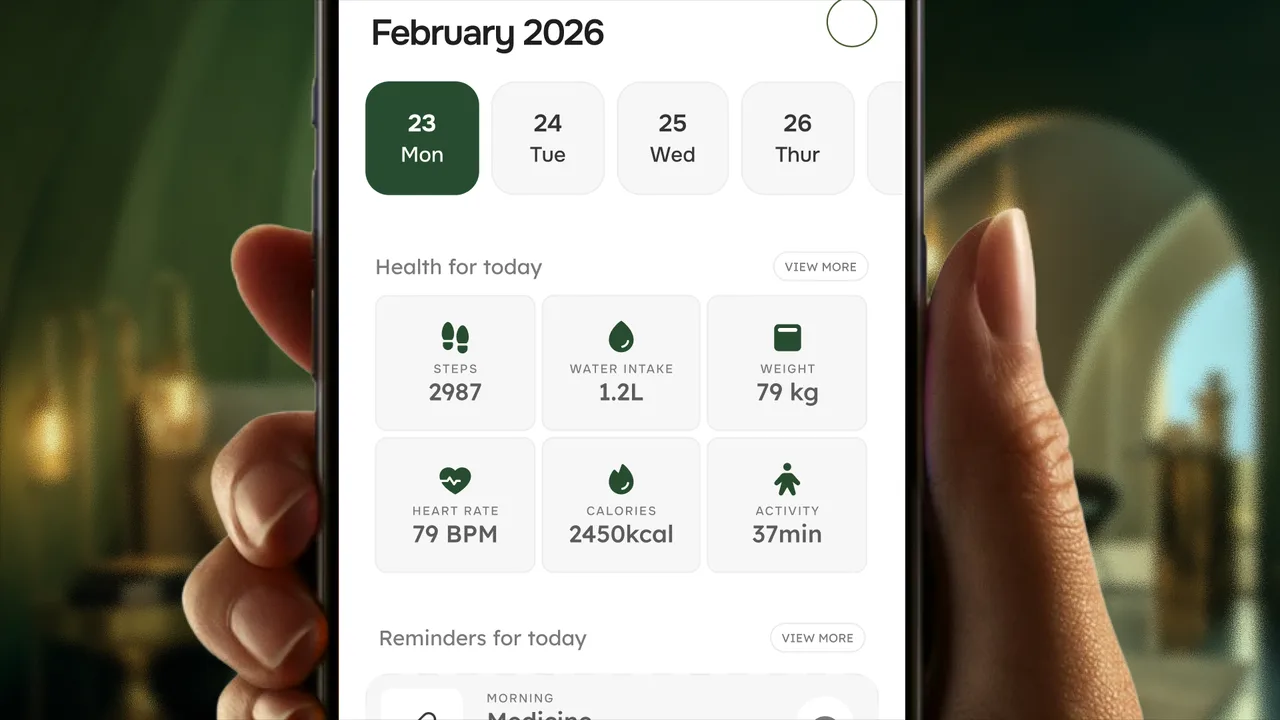 February 2026
23
Mon
24
Tue
25
Wed
26
Thur
Health for today
VIEW MORE
STEPS
2987
WATER INTAKE
1.2L
WEIGHT
79 kg
HEART RATE
79 BPM
CALORIES
2450kcal
ACTIVITY
37min
Reminders for today
VIEW MORE
MORNING
Medicine